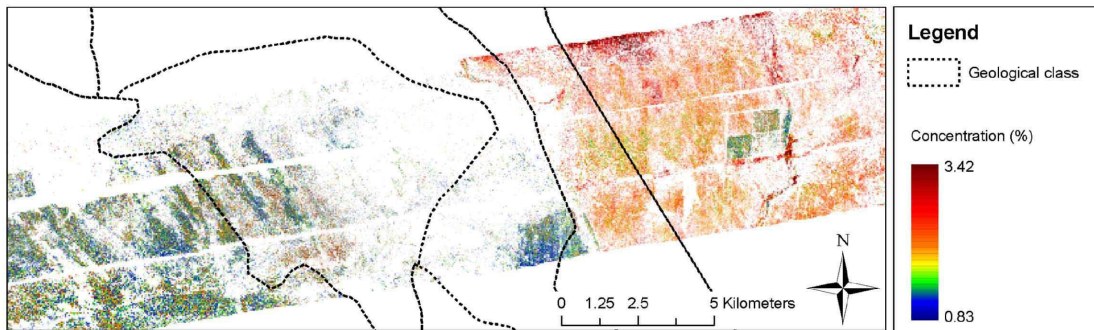 Legend
Geological class
Concentration (%)
3.42
0.83
N
0 1.25 2.5 5 Kilometers